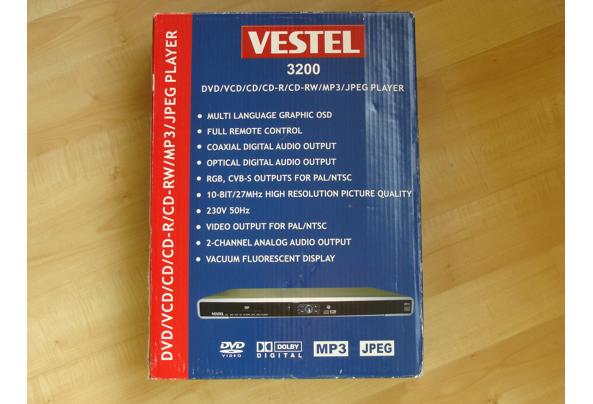 VESTEL
3200
DVD/VCD/CD/CD-R/CD-RW/MP3/JPEG PLAYER
• MULTI LANGUAGE GRAPHIC OSD
• FULL REMOTE CONTROL
• COAXIAL DIGITAL AUDIO OUTPUT
• OPTICAL DIGITAL AUDIO OUTPUT
• RGB, CVB-S OUTPUTS FOR PAL/NTSC
• 10-BIT/27MHz HIGH RESOLUTION PICTURE QUALITY
• 230V 50Hz
• VIDEO OUTPUT FOR PAL/NTSC
• 2-CHANNEL ANALOG AUDIO OUTPUT
• VACUUM FLUORESCENT DISPLAY
VESTEL
DVD VIDEO
DOLBY DIGITAL
MP3
JPEG
DVD/VCD/CD/CD-R/CD-RW/MP3/JPEG PLAYER